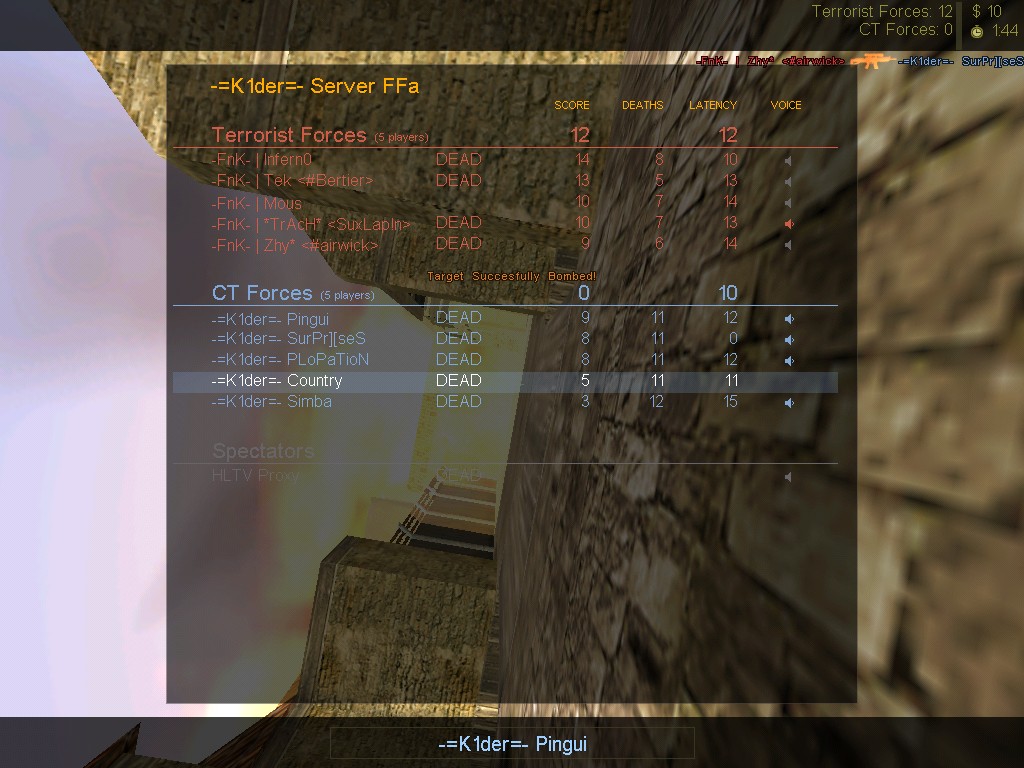 Terrorist Forces: 12 $ 10
CT Forces: 0 1:44
-FnK- | Zhy* <#airwick> -=K1der=- SurPr][seS
-=K1der=- Server FFa
SCORE DEATHS LATENCY VOICE
Terrorist Forces (5 players) 12 12
-FnK- | Infern0 DEAD 14 8 10
-FnK- | Tek <#Bertier> DEAD 13 5 13
-FnK- | Mous 10 7 14
-FnK- | *TrAcH* <SuxLapIn> DEAD 10 7 13
-FnK- | Zhy* <#airwick> DEAD 9 6 14
Target Succesfully Bombed!
CT Forces (5 players) 0 10
-=K1der=- Pingui DEAD 9 11 12
-=K1der=- SurPr][seS DEAD 8 11 0
-=K1der=- PLoPaTioN DEAD 8 11 12
-=K1der=- Country DEAD 5 11 11
-=K1der=- Simba DEAD 3 12 15
Spectators
HLTV Proxy DEAD
-=K1der=- Pingui